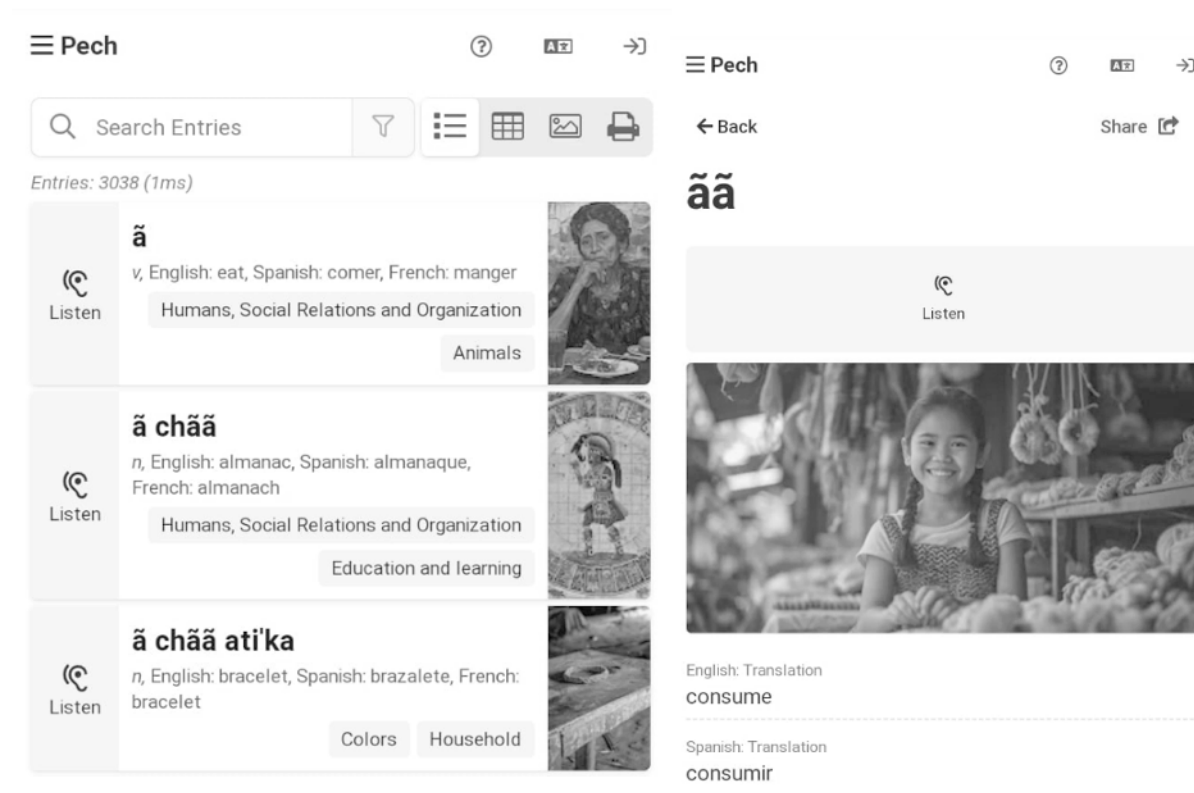 Pech
Search Entries
Entries: 3038 (1ms)
ã
v, English: eat, Spanish: comer, French: manger
Humans, Social Relations and Organization
Animals
Listen
ã chãã
n, English: almanac, Spanish: almanaque,
French: almanach
Humans, Social Relations and Organization
Education and learning
Listen
ã chãã ati'ka
n, English: bracelet, Spanish: brazalete, French:
bracelet
Colors Household
Listen
Pech
Back Share
ãã
Listen
English: Translation
consume
Spanish: Translation
consumir